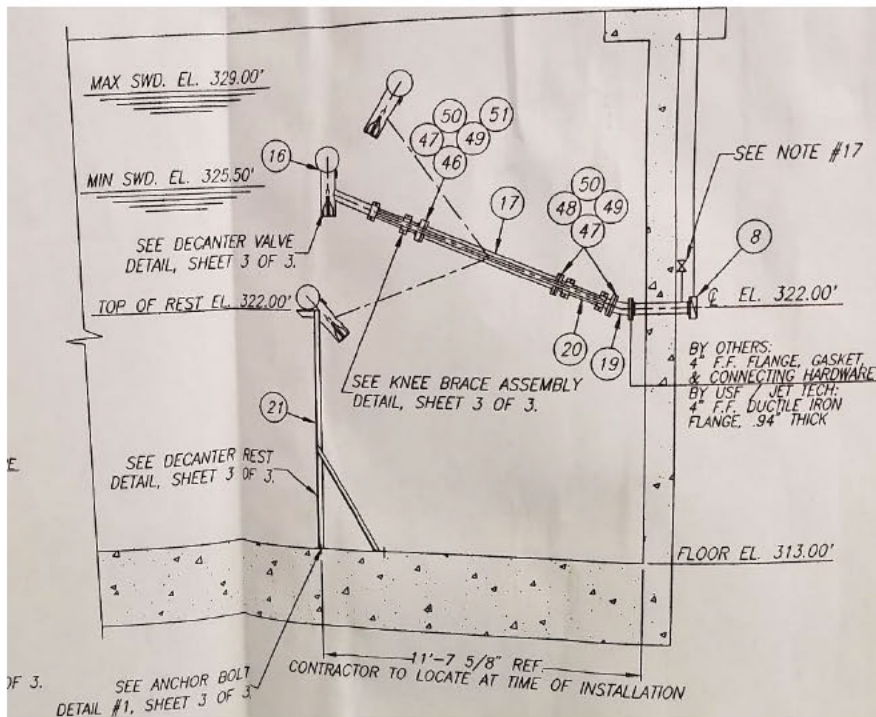 MAX SWD. EL. 329.00'
50
51
47
49
46
16
SEE NOTE #17
MIN SWD. EL. 325.50'
17
50
48
49
47
8
SEE DECANTER VALVE
DETAIL, SHEET 3 OF 3.
TOP OF REST EL. 322.00'
℄ EL. 322.00'
20
19
BY OTHERS:
4" F.F. FLANGE, GASKET,
& CONNECTING HARDWARE
BY USF / JET TECH:
4" F.F. DUCTILE IRON
FLANGE, .94" THICK
SEE KNEE BRACE ASSEMBLY
DETAIL, SHEET 3 OF 3.
21
SEE DECANTER REST
DETAIL, SHEET 3 OF 3.
FLOOR EL. 313.00'
11'-7 5/8" REF.
CONTRACTOR TO LOCATE AT TIME OF INSTALLATION
OF 3.
SEE ANCHOR BOLT
DETAIL #1, SHEET 3 OF 3.